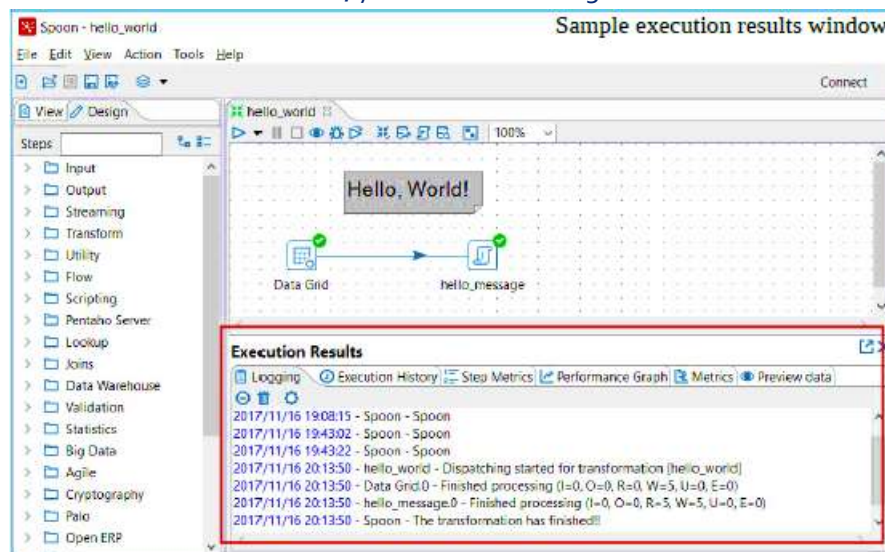 Spoon - hello_world
Sample execution results window
File Edit View Action Tools Help
Connect
View Design
hello_world
Steps
100%
Input
Output
Streaming
Transform
Utility
Flow
Scripting
Pentaho Server
Lookup
Joins
Data Warehouse
Validation
Statistics
Big Data
Agile
Cryptography
Palo
Open ERP
Hello, World!
Data Grid hello_message
Execution Results
Logging Execution History Step Metrics Performance Graph Metrics Preview data
2017/11/16 19:08:15 - Spoon - Spoon
2017/11/16 19:43:02 - Spoon - Spoon
2017/11/16 19:43:22 - Spoon - Spoon
2017/11/16 20:13:50 - hello_world - Dispatching started for transformation [hello_world]
2017/11/16 20:13:50 - Data Grid.0 - Finished processing (I=0, O=0, R=0, W=5, U=0, E=0)
2017/11/16 20:13:50 - hello_message.0 - Finished processing (I=0, O=0, R=5, W=5, U=0, E=0)
2017/11/16 20:13:50 - Spoon - The transformation has finished!!